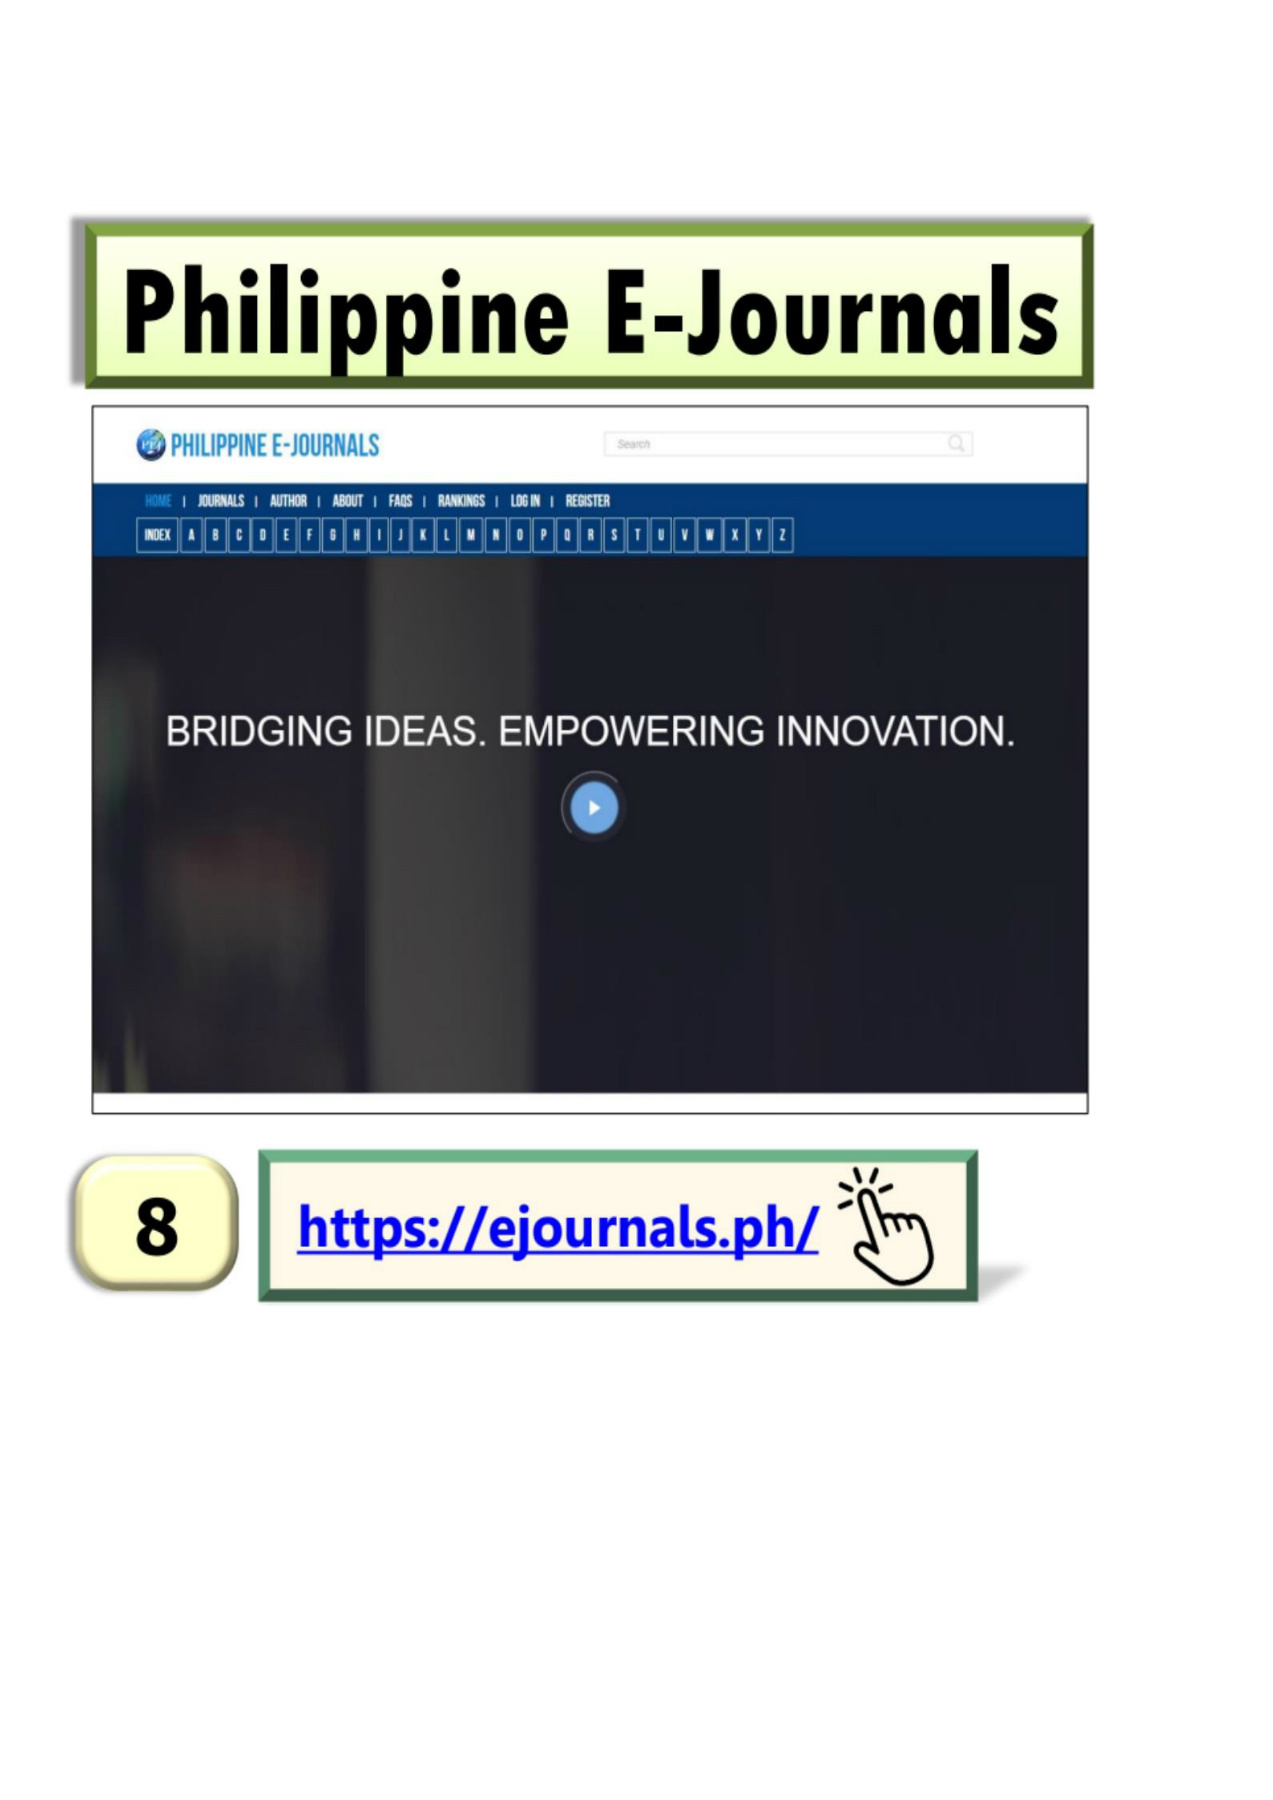 Philippine E-Journals
PHILIPPINE E-JOURNALS
Search
HOME | JOURNALS | AUTHOR | ABOUT | FAQS | RANKINGS | LOG IN | REGISTER
INDEX A B C D E F G H I J K L M N O P Q R S T U V W X Y Z
BRIDGING IDEAS. EMPOWERING INNOVATION.
8
https://ejournals.ph/